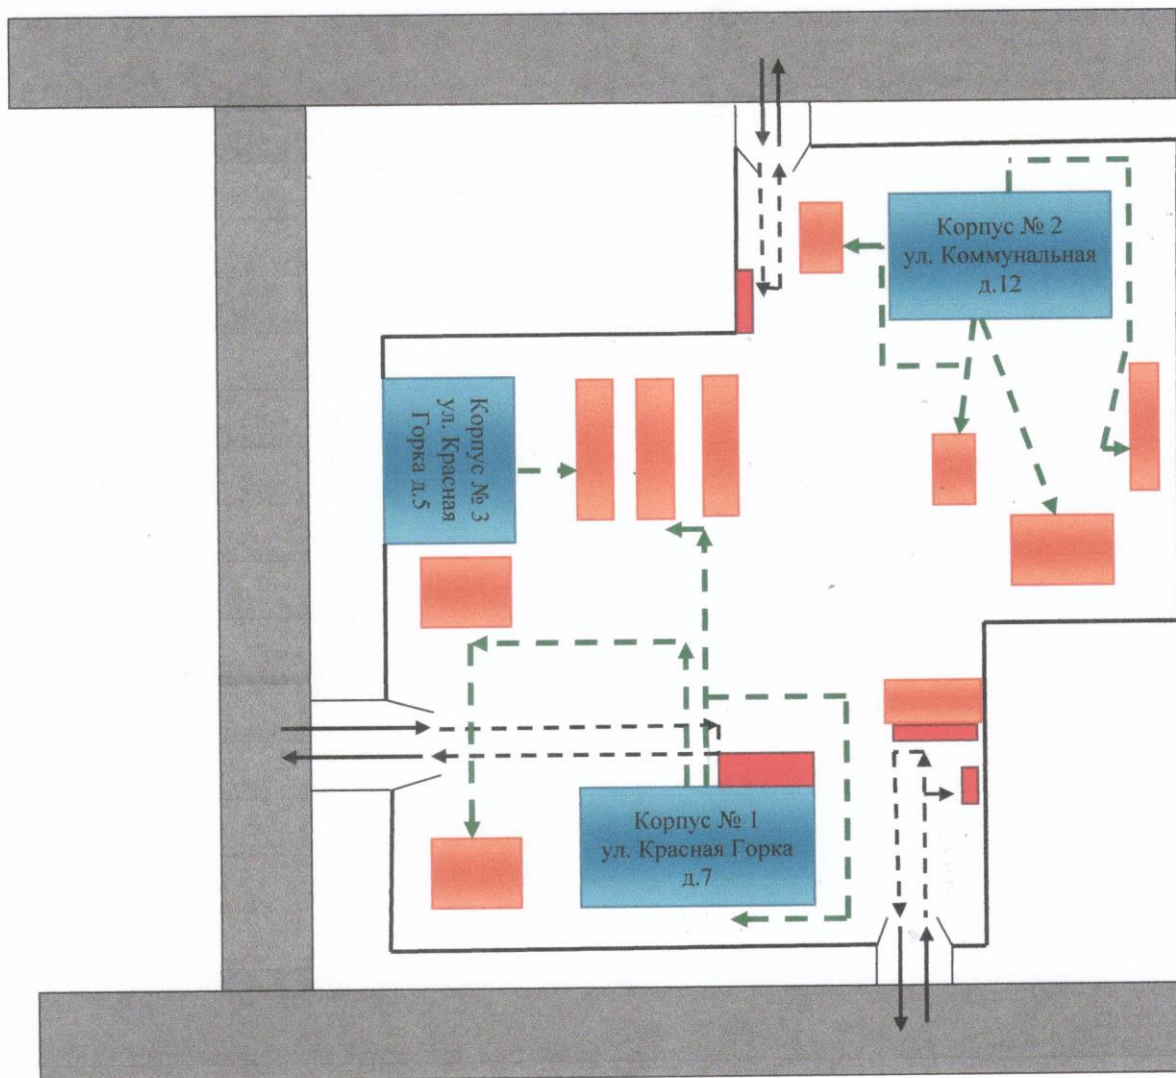 Корпус № 2
ул. Коммунальная
д.12
Корпус № 3
ул. Красная
Горка д.5
Корпус № 1
ул. Красная Горка
д.7